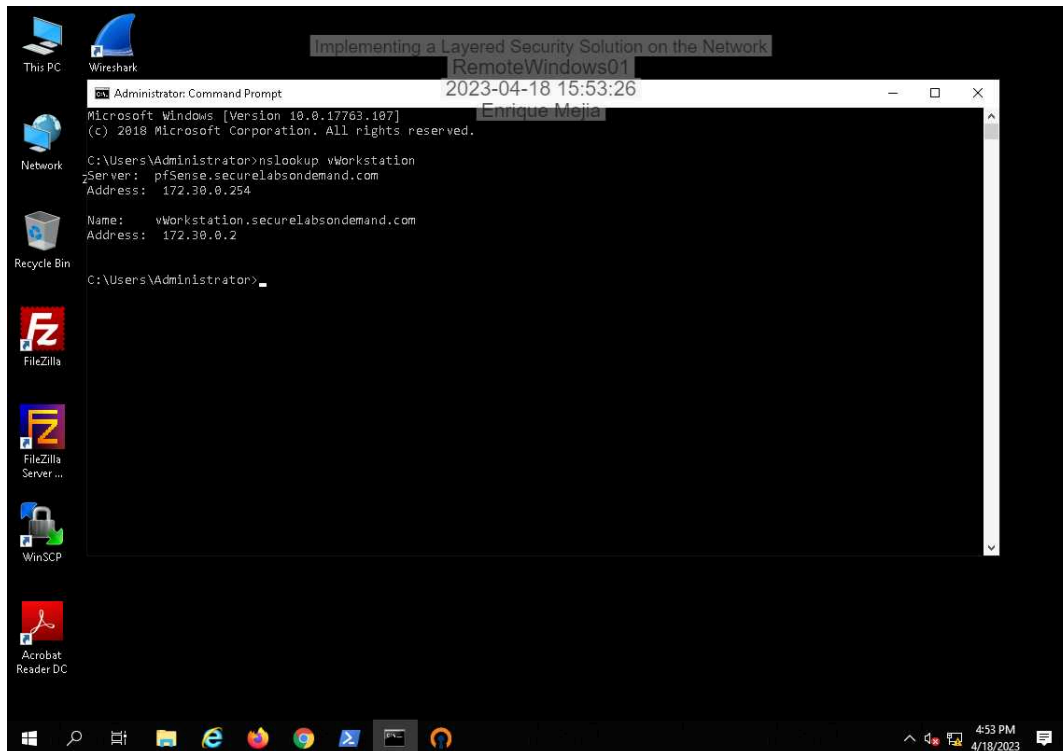 This PC
Wireshark
Implementing a Layered Security Solution on the Network
RemoteWindows01
2023-04-18 15:53:26
Enrique Mejia
Administrator: Command Prompt
Microsoft Windows [Version 10.0.17763.107]
(c) 2018 Microsoft Corporation. All rights reserved.
C:\Users\Administrator>nslookup vWorkstation
Server:  pfSense.securelabsondemand.com
Address:  172.30.0.254
Name:    vWorkstation.securelabsondemand.com
Address:  172.30.0.2
C:\Users\Administrator>
Network
Recycle Bin
FileZilla
FileZilla
Server ...
WinSCP
Acrobat
Reader DC
4:53 PM
4/18/2023